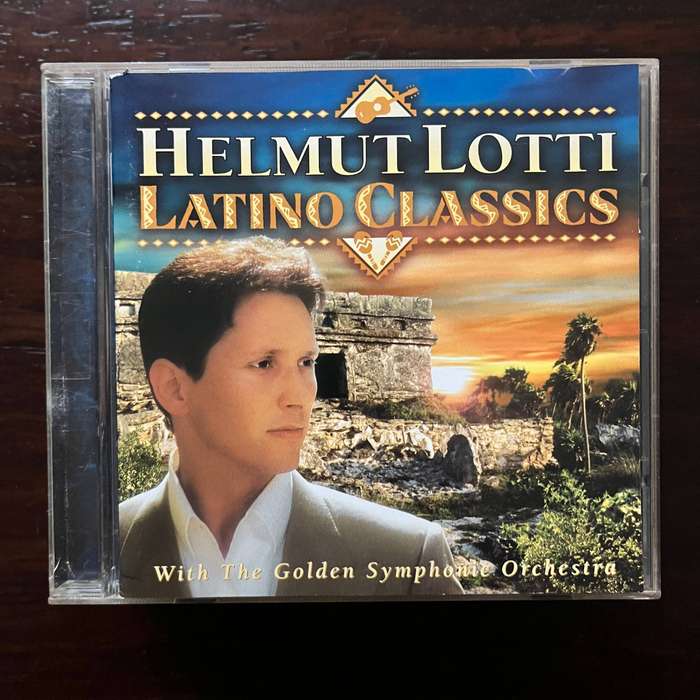 HELMUT LOTTI
LATINO CLASSICS
With The Golden Symphonic Orchestra